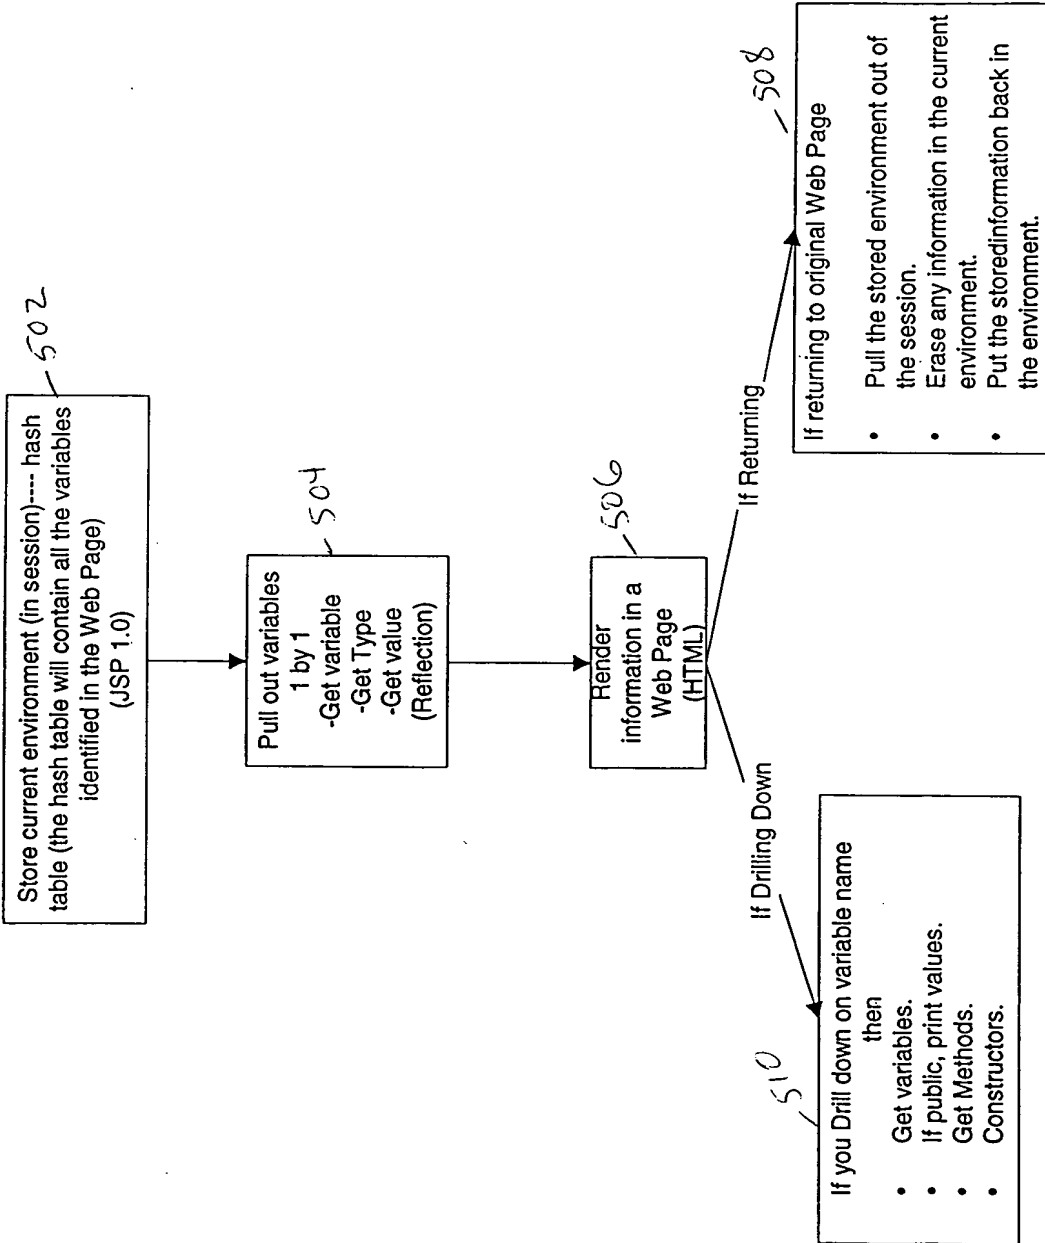 Store current environment (in session)---- hash
table (the hash table will contain all the variables
identified in the Web Page)
(JSP 1.0)
502
Pull out variables
1 by 1
-Get variable
-Get Type
-Get value
(Reflection)
504
Render
information in a
Web Page
(HTML)
506
If Drilling Down
If Returning
510
If you Drill down on variable name
then
• Get variables.
• If public, print values.
• Get Methods.
• Constructors.
508
If returning to original Web Page
• Pull the stored environment out of
the session.
• Erase any information in the current
environment.
• Put the storedinformation back in
the environment.